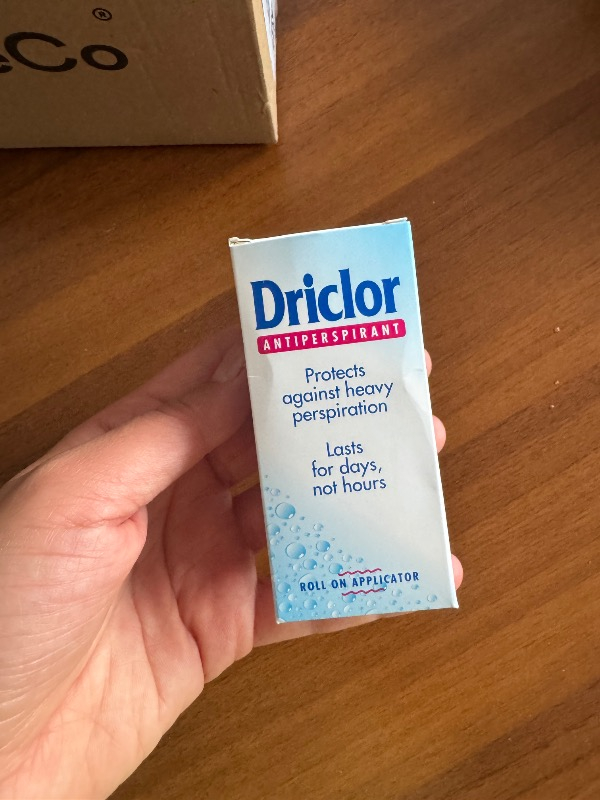 eCo®
Driclor
ANTIPERSPIRANT
Protects
against heavy
perspiration
Lasts
for days,
not hours
ROLL ON APPLICATOR